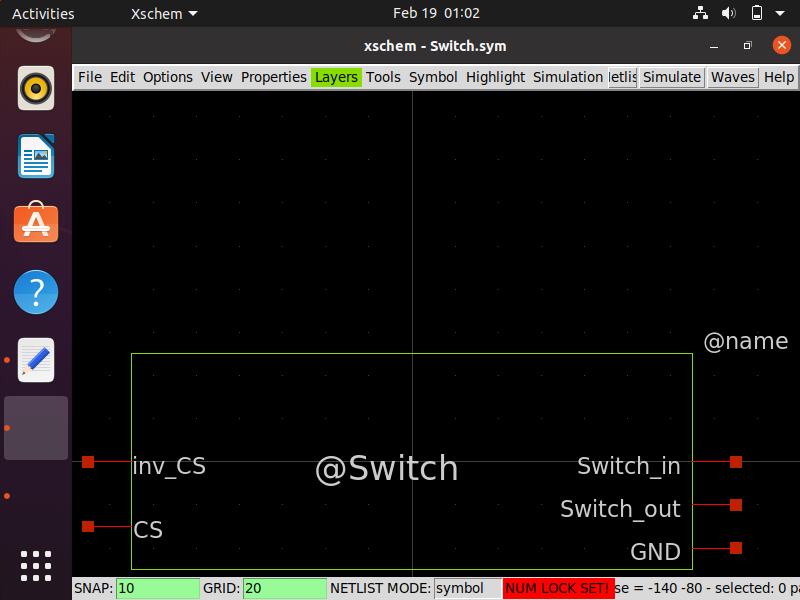 Activities Xschem Feb 19 01:02
xschem - Switch.sym
File Edit Options View Properties Layers Tools Symbol Highlight Simulation etlis Simulate Waves Help
@name
inv_CS @Switch Switch_in
Switch_out
CS
GND
SNAP: 10 GRID: 20 NETLIST MODE: symbol NUM LOCK SET! se = -140 -80 - selected: 0 pa